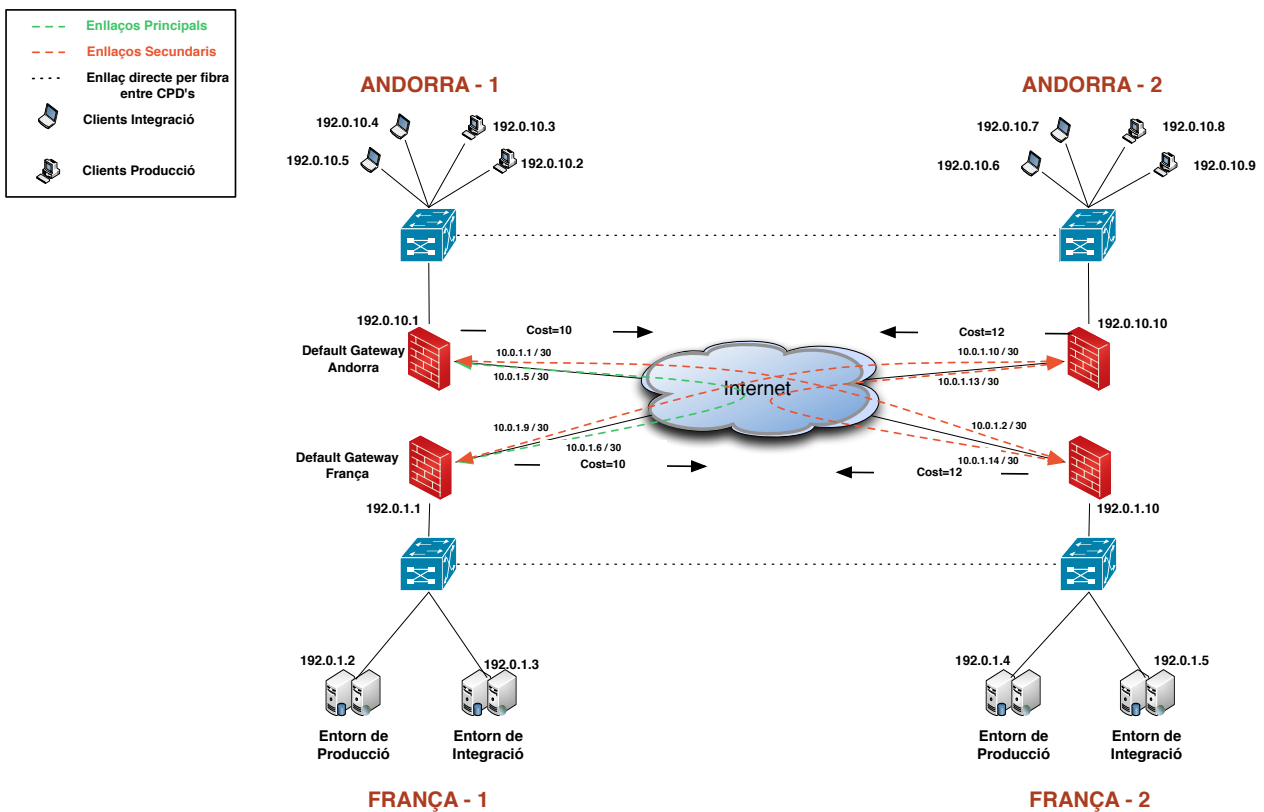 Enllaços Principals
Enllaços Secundaris
Enllaç directe per fibra
entre CPD's
Clients Integració
Clients Producció
ANDORRA - 1
ANDORRA - 2
192.0.10.4
192.0.10.3
192.0.10.5
192.0.10.2
192.0.10.7
192.0.10.8
192.0.10.6
192.0.10.9
192.0.10.1
192.0.10.10
Cost=10
Cost=12
Default Gateway
Andorra
10.0.1.1 / 30
10.0.1.5 / 30
10.0.1.10 / 30
10.0.1.13 / 30
Internet
Default Gateway
França
10.0.1.9 / 30
10.0.1.6 / 30
10.0.1.2 / 30
10.0.1.14 / 30
Cost=10
Cost=12
192.0.1.1
192.0.1.10
192.0.1.2
192.0.1.3
192.0.1.4
192.0.1.5
Entorn de
Producció
Entorn de
Integració
Entorn de
Producció
Entorn de
Integració
FRANÇA - 1
FRANÇA - 2